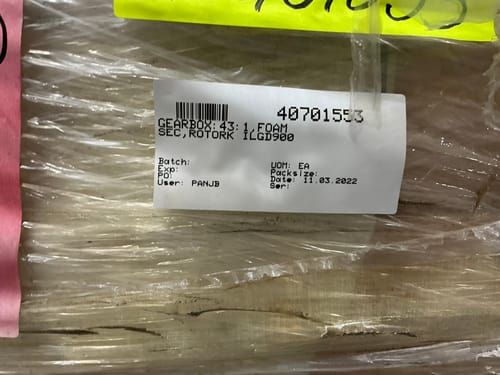 40701553
GEARBOX:43:1,FOAM
SEC,ROTORK ILGD900
Batch:
Exp:
PO:
User: PANJB
UOM: EA
Packsize:
Date: 11.03.2022
Ser: